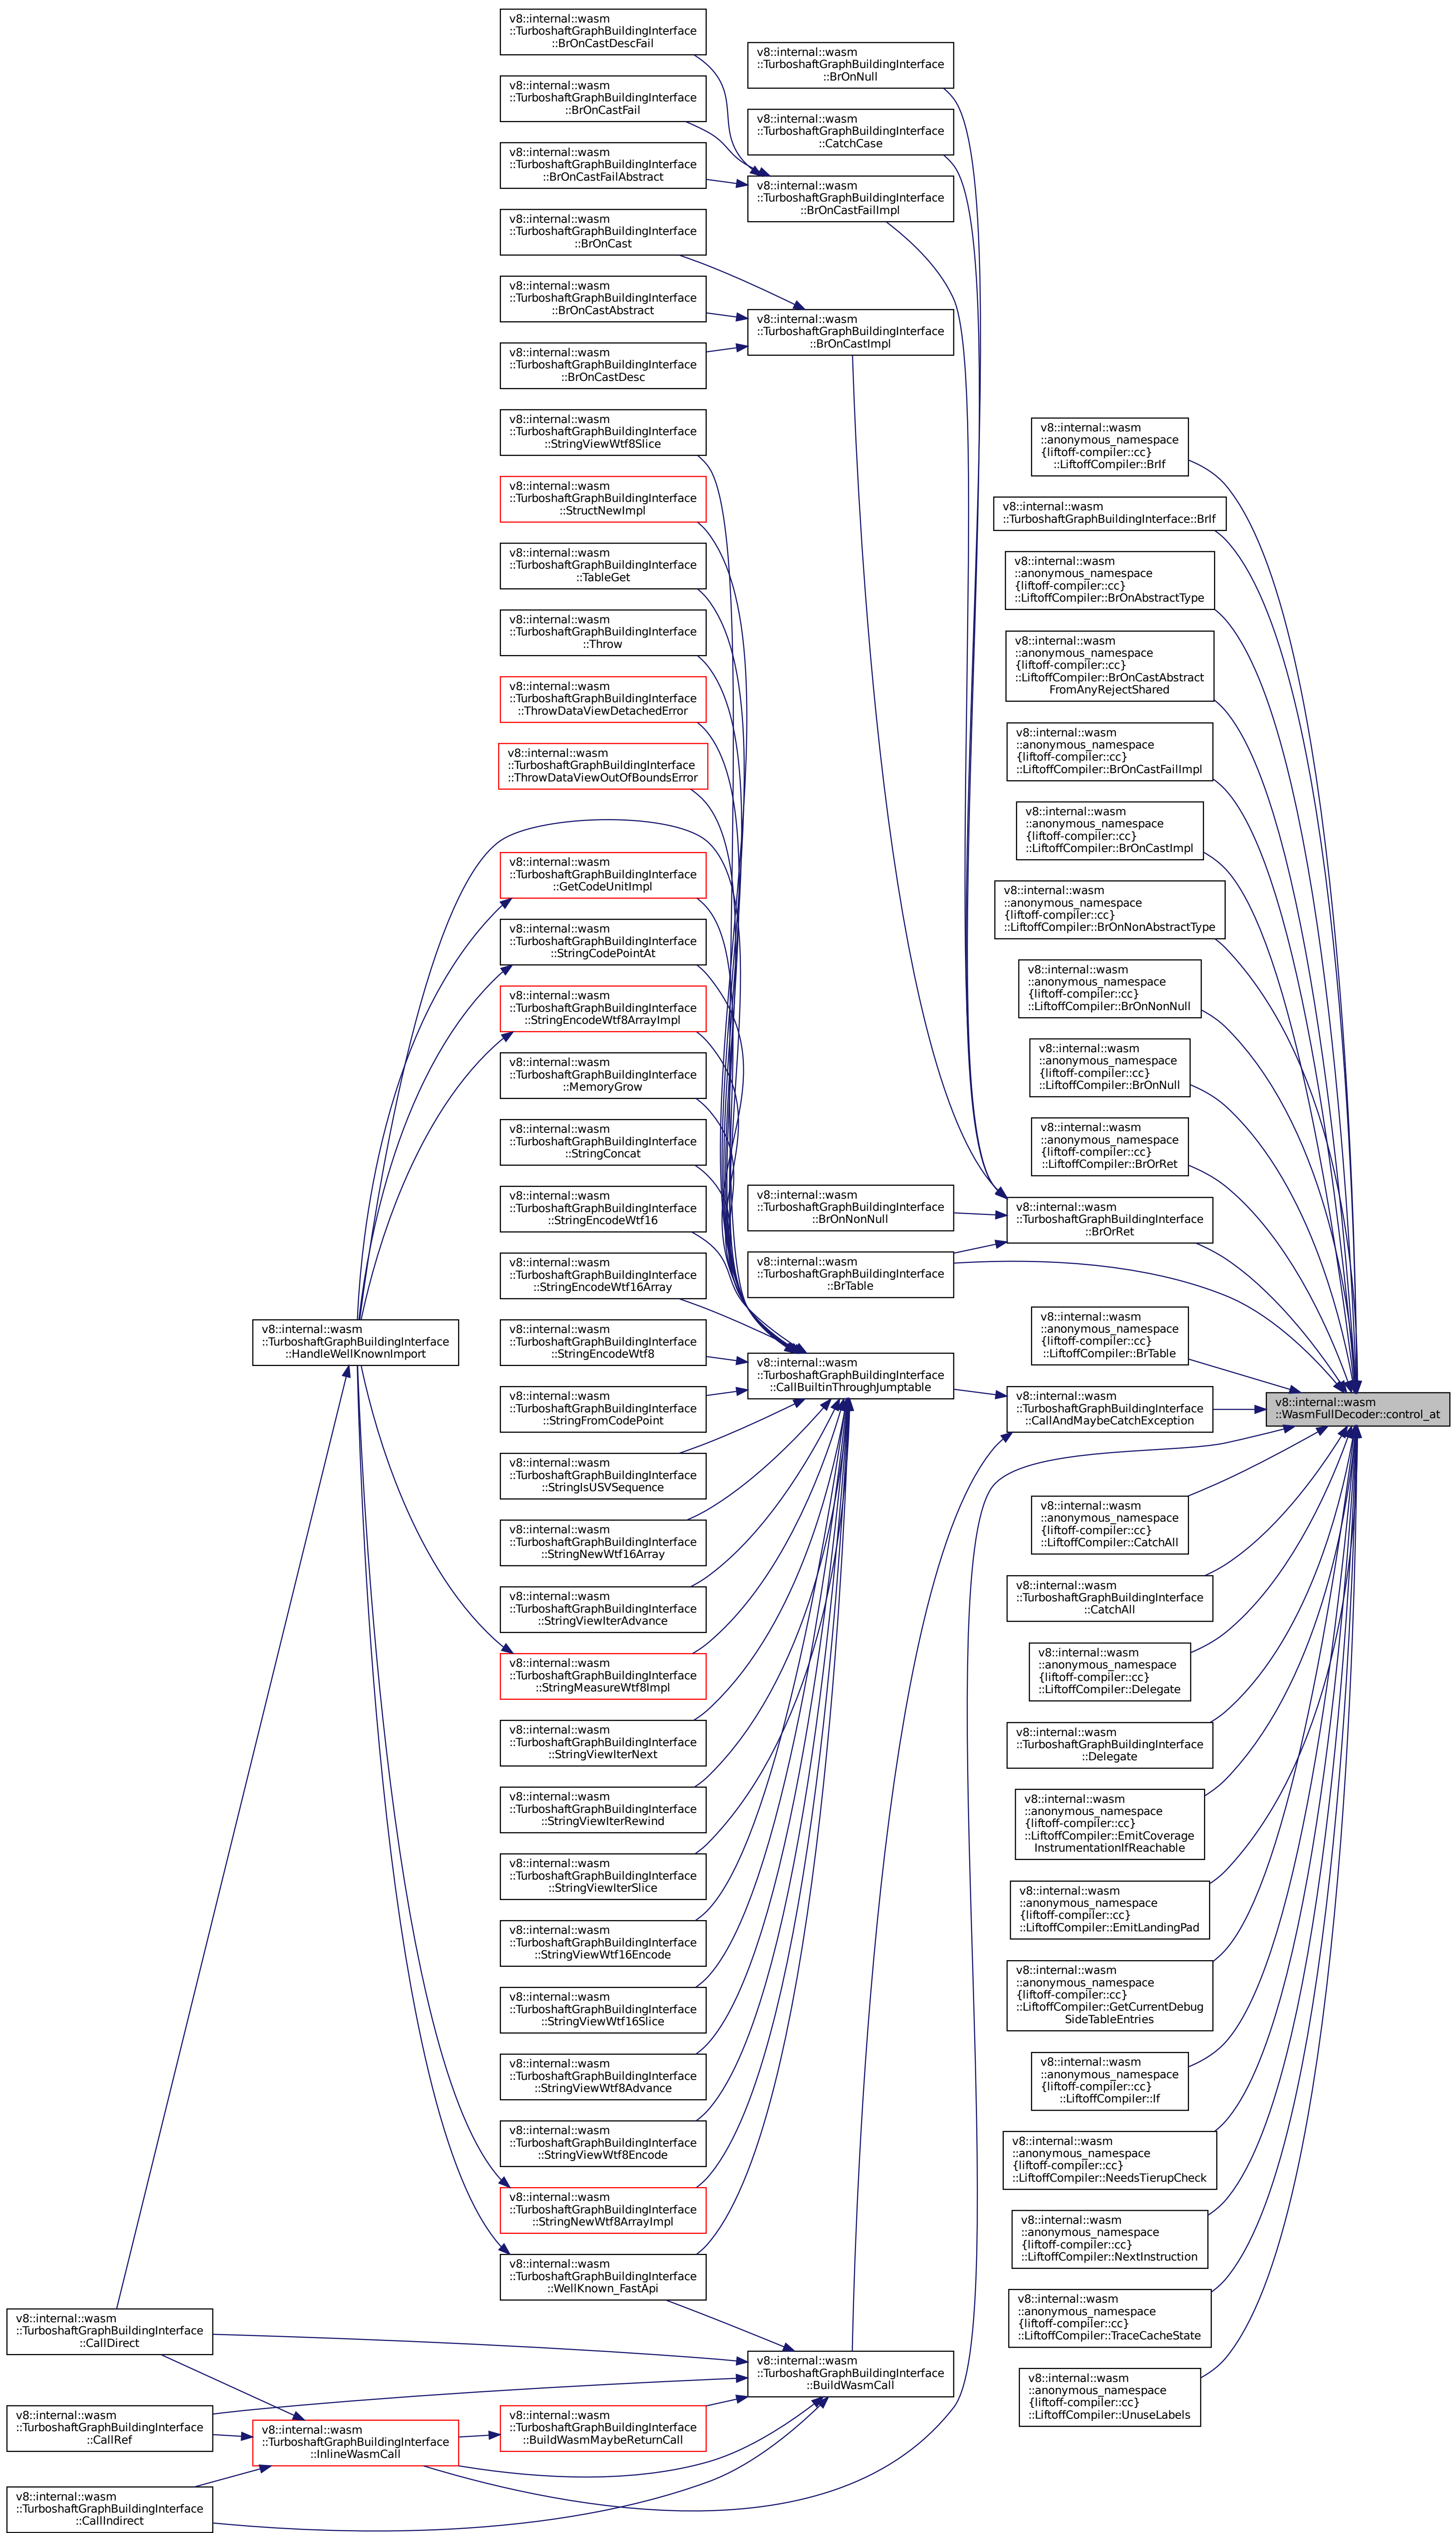 v8::internal::wasm
::TurboshaftGraphBuildingInterface
::BrOnCastDescFail
v8::internal::wasm
::TurboshaftGraphBuildingInterface
::BrOnCastFail
v8::internal::wasm
::TurboshaftGraphBuildingInterface
::BrOnCastFailAbstract
v8::internal::wasm
::TurboshaftGraphBuildingInterface
::BrOnCast
v8::internal::wasm
::TurboshaftGraphBuildingInterface
::BrOnCastAbstract
v8::internal::wasm
::TurboshaftGraphBuildingInterface
::BrOnCastDesc
v8::internal::wasm
::TurboshaftGraphBuildingInterface
::StringViewWtf8Slice
v8::internal::wasm
::TurboshaftGraphBuildingInterface
::StructNewImpl
v8::internal::wasm
::TurboshaftGraphBuildingInterface
::TableGet
v8::internal::wasm
::TurboshaftGraphBuildingInterface
::Throw
v8::internal::wasm
::TurboshaftGraphBuildingInterface
::ThrowDataViewDetachedError
v8::internal::wasm
::TurboshaftGraphBuildingInterface
::ThrowDataViewOutOfBoundsError
v8::internal::wasm
::TurboshaftGraphBuildingInterface
::GetCodeUnitImpl
v8::internal::wasm
::TurboshaftGraphBuildingInterface
::StringCodePointAt
v8::internal::wasm
::TurboshaftGraphBuildingInterface
::StringEncodeWtf8ArrayImpl
v8::internal::wasm
::TurboshaftGraphBuildingInterface
::MemoryGrow
v8::internal::wasm
::TurboshaftGraphBuildingInterface
::StringConcat
v8::internal::wasm
::TurboshaftGraphBuildingInterface
::StringEncodeWtf16
v8::internal::wasm
::TurboshaftGraphBuildingInterface
::StringEncodeWtf16Array
v8::internal::wasm
::TurboshaftGraphBuildingInterface
::StringEncodeWtf8
v8::internal::wasm
::TurboshaftGraphBuildingInterface
::StringFromCodePoint
v8::internal::wasm
::TurboshaftGraphBuildingInterface
::StringIsUSVSequence
v8::internal::wasm
::TurboshaftGraphBuildingInterface
::StringNewWtf16Array
v8::internal::wasm
::TurboshaftGraphBuildingInterface
::StringViewIterAdvance
v8::internal::wasm
::TurboshaftGraphBuildingInterface
::StringMeasureWtf8Impl
v8::internal::wasm
::TurboshaftGraphBuildingInterface
::StringViewIterNext
v8::internal::wasm
::TurboshaftGraphBuildingInterface
::StringViewIterRewind
v8::internal::wasm
::TurboshaftGraphBuildingInterface
::StringViewIterSlice
v8::internal::wasm
::TurboshaftGraphBuildingInterface
::StringViewWtf16Encode
v8::internal::wasm
::TurboshaftGraphBuildingInterface
::StringViewWtf16Slice
v8::internal::wasm
::TurboshaftGraphBuildingInterface
::StringViewWtf8Advance
v8::internal::wasm
::TurboshaftGraphBuildingInterface
::StringViewWtf8Encode
v8::internal::wasm
::TurboshaftGraphBuildingInterface
::StringNewWtf8ArrayImpl
v8::internal::wasm
::TurboshaftGraphBuildingInterface
::WellKnown_FastApi
v8::internal::wasm
::TurboshaftGraphBuildingInterface
::BuildWasmMaybeReturnCall
v8::internal::wasm
::TurboshaftGraphBuildingInterface
::HandleWellKnownImport
v8::internal::wasm
::TurboshaftGraphBuildingInterface
::InlineWasmCall
v8::internal::wasm
::TurboshaftGraphBuildingInterface
::CallDirect
v8::internal::wasm
::TurboshaftGraphBuildingInterface
::CallRef
v8::internal::wasm
::TurboshaftGraphBuildingInterface
::CallIndirect
v8::internal::wasm
::TurboshaftGraphBuildingInterface
::BrOnNull
v8::internal::wasm
::TurboshaftGraphBuildingInterface
::CatchCase
v8::internal::wasm
::TurboshaftGraphBuildingInterface
::BrOnCastFailImpl
v8::internal::wasm
::TurboshaftGraphBuildingInterface
::BrOnCastImpl
v8::internal::wasm
::TurboshaftGraphBuildingInterface
::BrOnNonNull
v8::internal::wasm
::TurboshaftGraphBuildingInterface
::BrTable
v8::internal::wasm
::TurboshaftGraphBuildingInterface
::CallBuiltinThroughJumptable
v8::internal::wasm
::TurboshaftGraphBuildingInterface
::BuildWasmCall
v8::internal::wasm
::anonymous_namespace
{liftoff-compiler::cc}
::LiftoffCompiler::BrIf
v8::internal::wasm
::TurboshaftGraphBuildingInterface::BrIf
v8::internal::wasm
::anonymous_namespace
{liftoff-compiler::cc}
::LiftoffCompiler::BrOnAbstractType
v8::internal::wasm
::anonymous_namespace
{liftoff-compiler::cc}
::LiftoffCompiler::BrOnCastAbstract
FromAnyRejectShared
v8::internal::wasm
::anonymous_namespace
{liftoff-compiler::cc}
::LiftoffCompiler::BrOnCastFailImpl
v8::internal::wasm
::anonymous_namespace
{liftoff-compiler::cc}
::LiftoffCompiler::BrOnCastImpl
v8::internal::wasm
::anonymous_namespace
{liftoff-compiler::cc}
::LiftoffCompiler::BrOnNonAbstractType
v8::internal::wasm
::anonymous_namespace
{liftoff-compiler::cc}
::LiftoffCompiler::BrOnNonNull
v8::internal::wasm
::anonymous_namespace
{liftoff-compiler::cc}
::LiftoffCompiler::BrOnNull
v8::internal::wasm
::anonymous_namespace
{liftoff-compiler::cc}
::LiftoffCompiler::BrOrRet
v8::internal::wasm
::TurboshaftGraphBuildingInterface
::BrOrRet
v8::internal::wasm
::anonymous_namespace
{liftoff-compiler::cc}
::LiftoffCompiler::BrTable
v8::internal::wasm
::TurboshaftGraphBuildingInterface
::CallAndMaybeCatchException
v8::internal::wasm
::anonymous_namespace
{liftoff-compiler::cc}
::LiftoffCompiler::CatchAll
v8::internal::wasm
::TurboshaftGraphBuildingInterface
::CatchAll
v8::internal::wasm
::anonymous_namespace
{liftoff-compiler::cc}
::LiftoffCompiler::Delegate
v8::internal::wasm
::TurboshaftGraphBuildingInterface
::Delegate
v8::internal::wasm
::anonymous_namespace
{liftoff-compiler::cc}
::LiftoffCompiler::EmitCoverage
InstrumentationIfReachable
v8::internal::wasm
::anonymous_namespace
{liftoff-compiler::cc}
::LiftoffCompiler::EmitLandingPad
v8::internal::wasm
::anonymous_namespace
{liftoff-compiler::cc}
::LiftoffCompiler::GetCurrentDebug
SideTableEntries
v8::internal::wasm
::anonymous_namespace
{liftoff-compiler::cc}
::LiftoffCompiler::If
v8::internal::wasm
::anonymous_namespace
{liftoff-compiler::cc}
::LiftoffCompiler::NeedsTierupCheck
v8::internal::wasm
::anonymous_namespace
{liftoff-compiler::cc}
::LiftoffCompiler::NextInstruction
v8::internal::wasm
::anonymous_namespace
{liftoff-compiler::cc}
::LiftoffCompiler::TraceCacheState
v8::internal::wasm
::anonymous_namespace
{liftoff-compiler::cc}
::LiftoffCompiler::UnuseLabels
v8::internal::wasm
::WasmFullDecoder::control_at